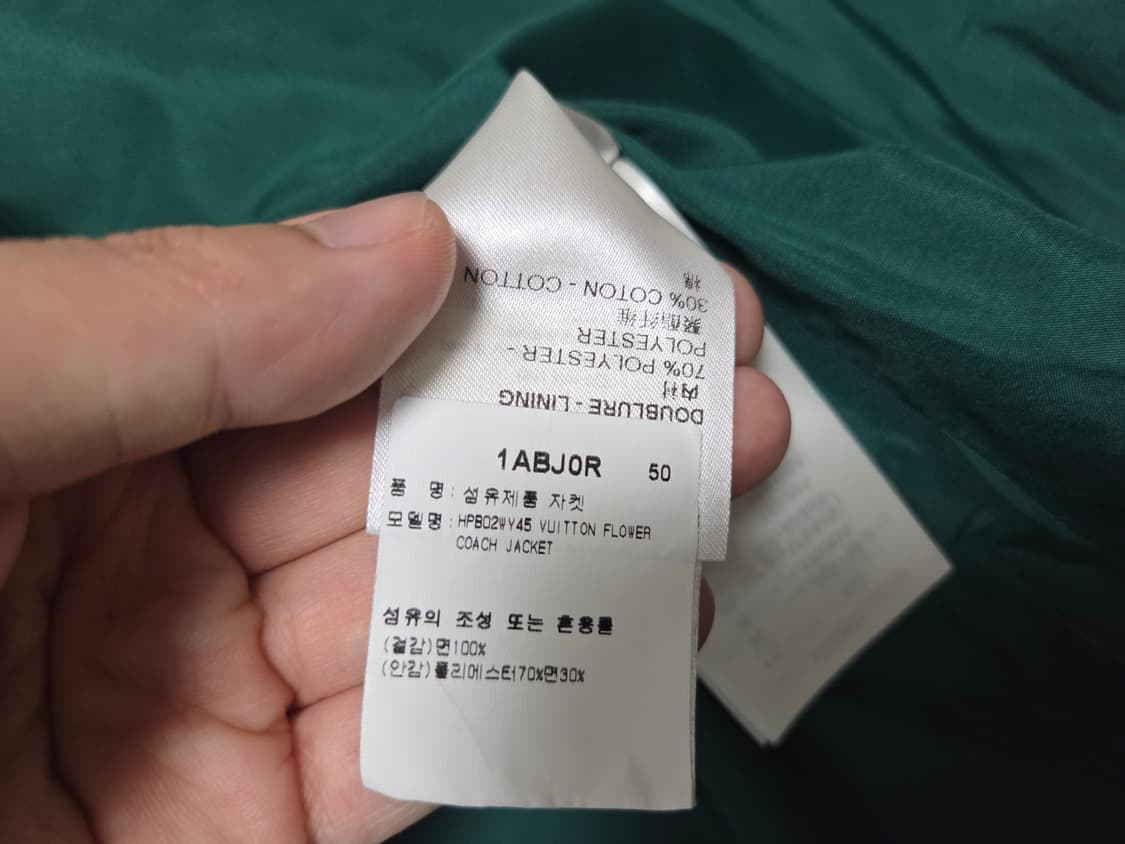 DOUBLURE - LINING
内衬
70% POLYESTER -
POLYESTER
聚酯纤维
30% COTON - COTTON
棉
1ABJ0R 50
품 명 : 섬유제품 자켓
모델명 : HPB02WY45 VUITTON FLOWER
COACH JACKET
섬유의 조성 또는 혼용률
(겉감)면100%
(안감)폴리에스터70%면30%